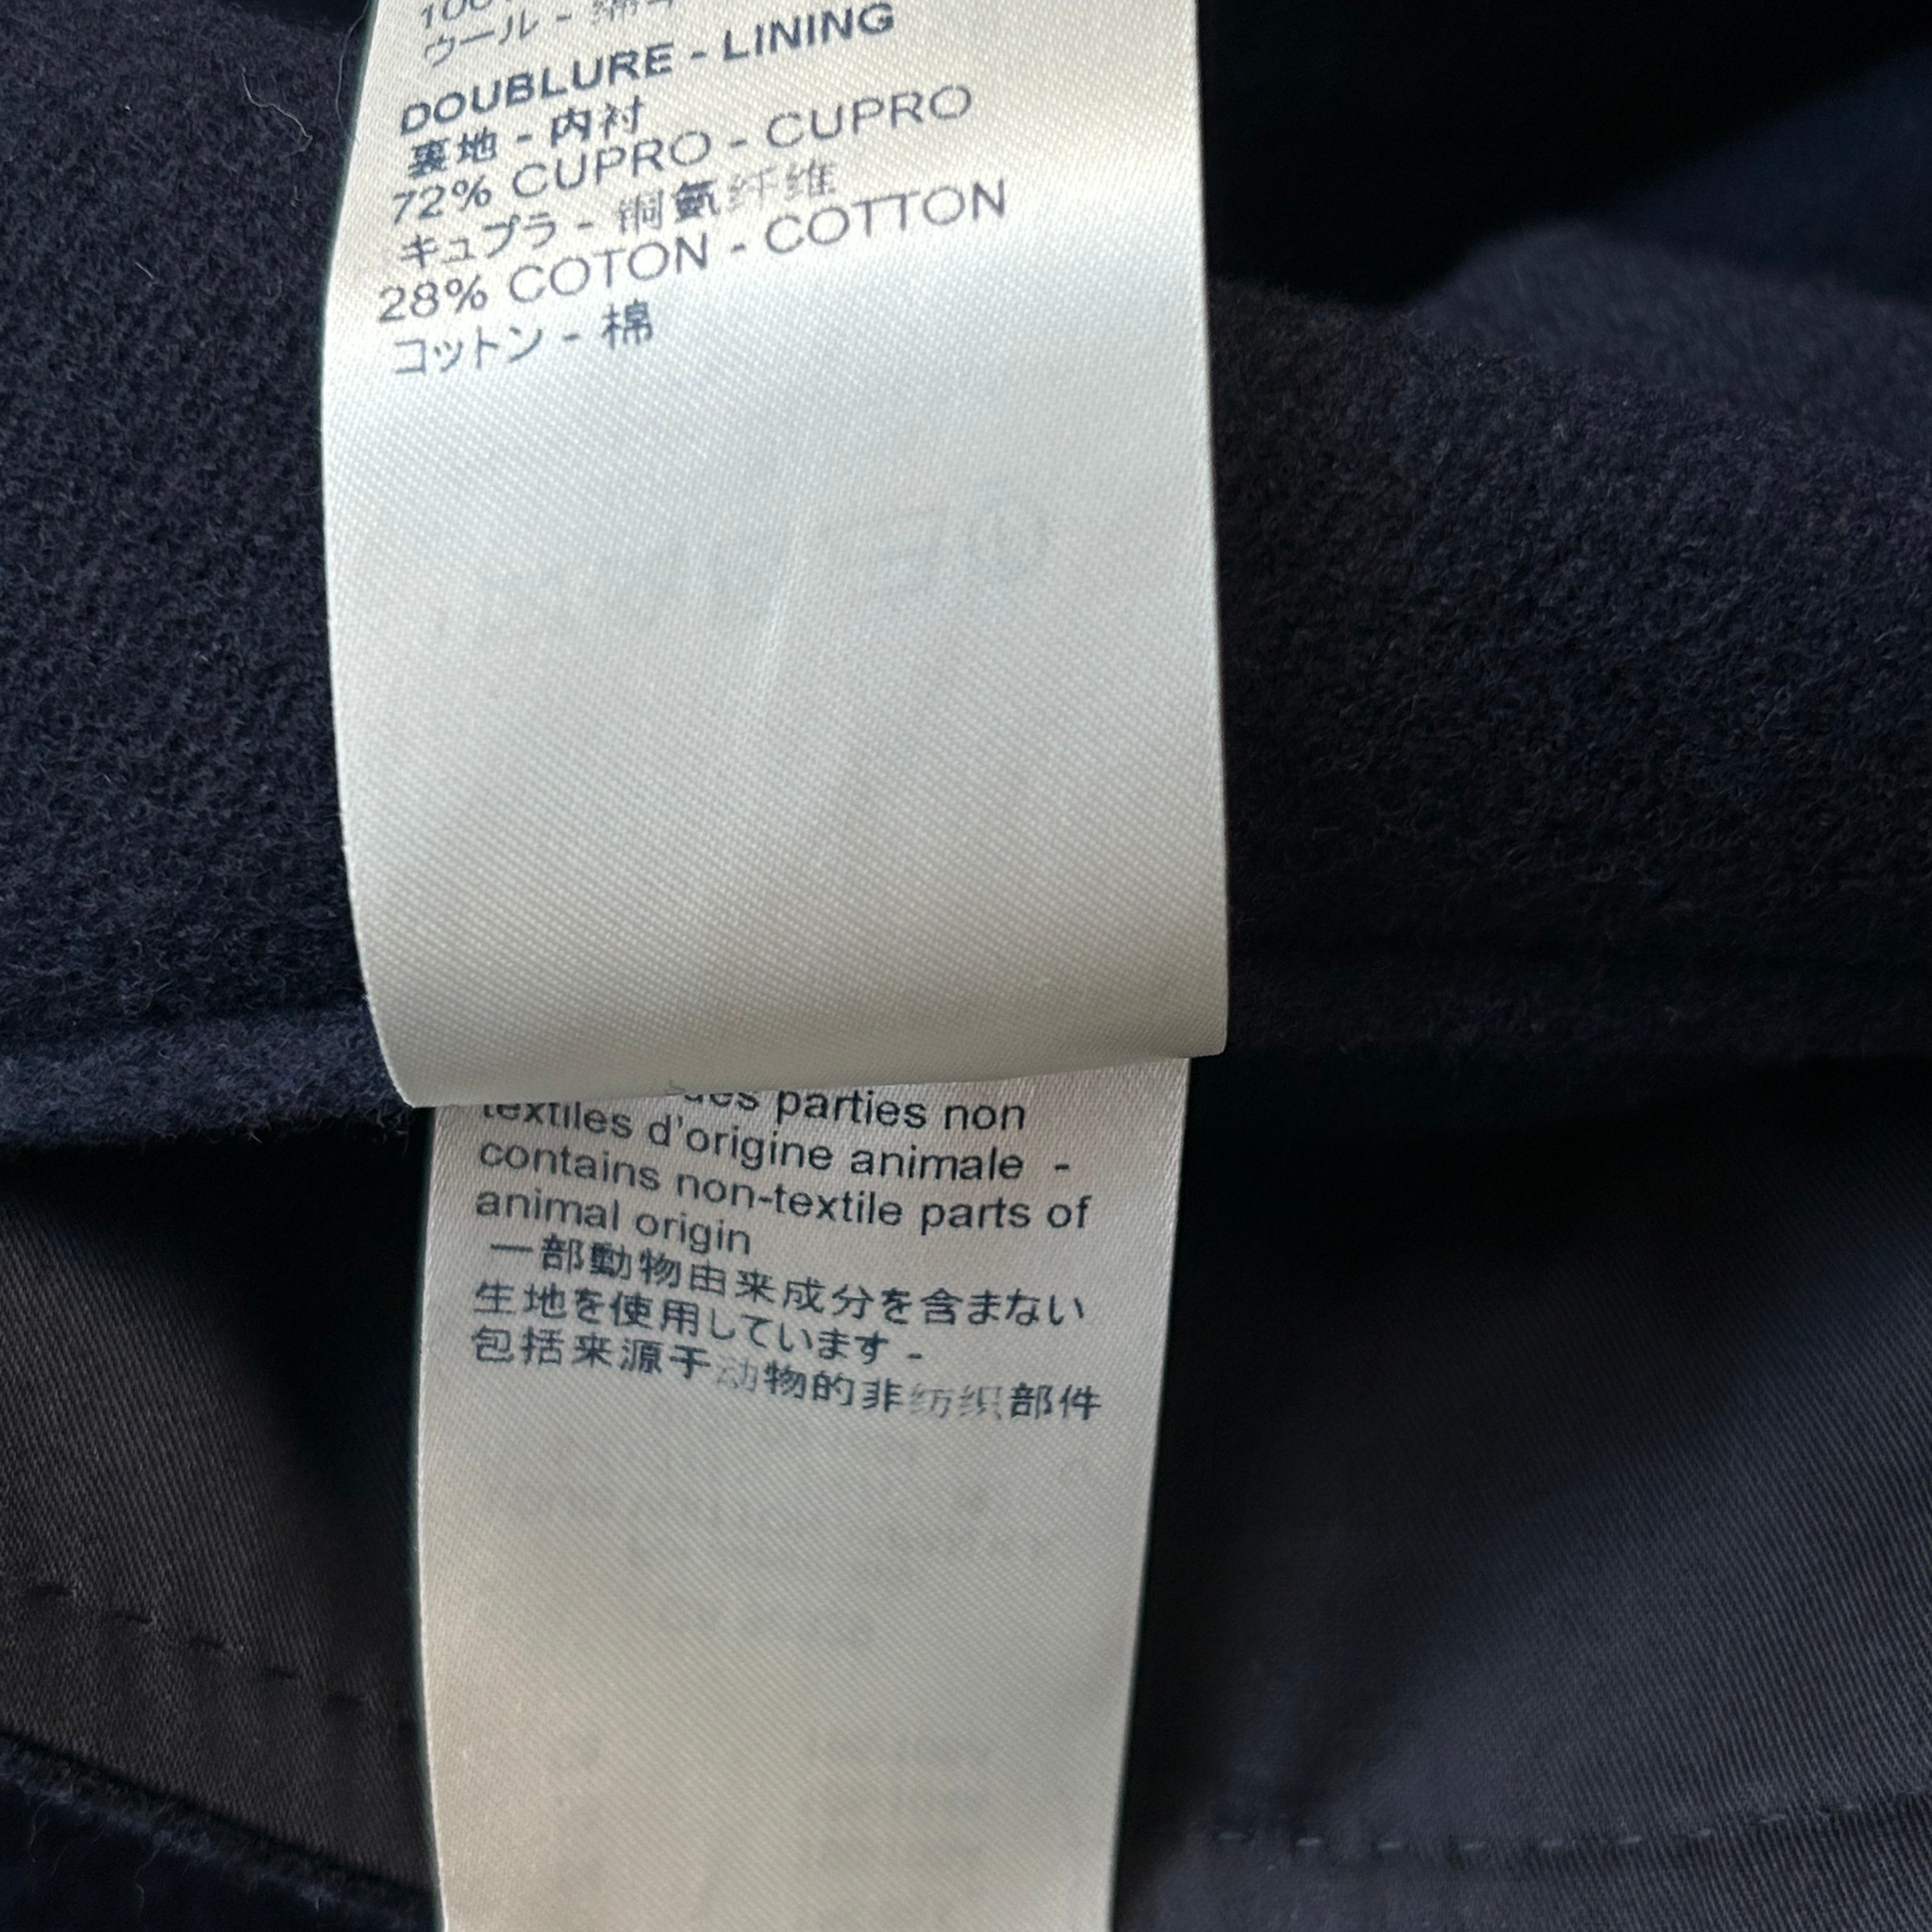 ウール -
DOUBLURE - LINING
裏地 - 内衬
72% CUPRO - CUPRO
キュプラ - 铜氨纤维
28% COTON - COTTON
コットン - 棉
des parties non
textiles d'origine animale -
contains non-textile parts of
animal origin
一部動物由来成分を含まない
生地を使用しています -
包括来源于动物的非纺织部件